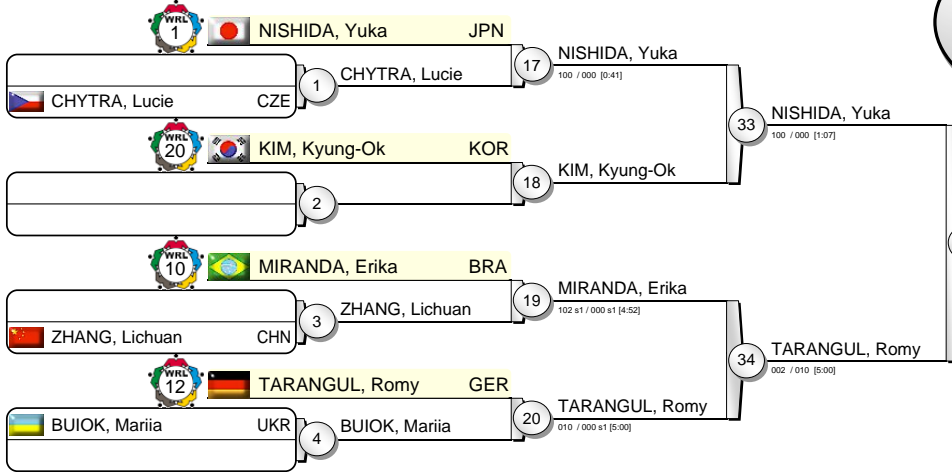 WRL
1
NISHIDA, Yuka JPN
CHYTRA, Lucie CZE
1
CHYTRA, Lucie
17
NISHIDA, Yuka
100 / 000 [0:41]
WRL
20
KIM, Kyung-Ok KOR
2
18
KIM, Kyung-Ok
33
NISHIDA, Yuka
100 / 000 [1:07]
WRL
10
MIRANDA, Erika BRA
ZHANG, Lichuan CHN
3
ZHANG, Lichuan
19
MIRANDA, Erika
102 s1 / 000 s1 [4:52]
WRL
12
TARANGUL, Romy GER
BUIOK, Mariia UKR
4
BUIOK, Mariia
20
TARANGUL, Romy
010 / 000 s1 [5:00]
34
TARANGUL, Romy
002 / 010 [5:00]